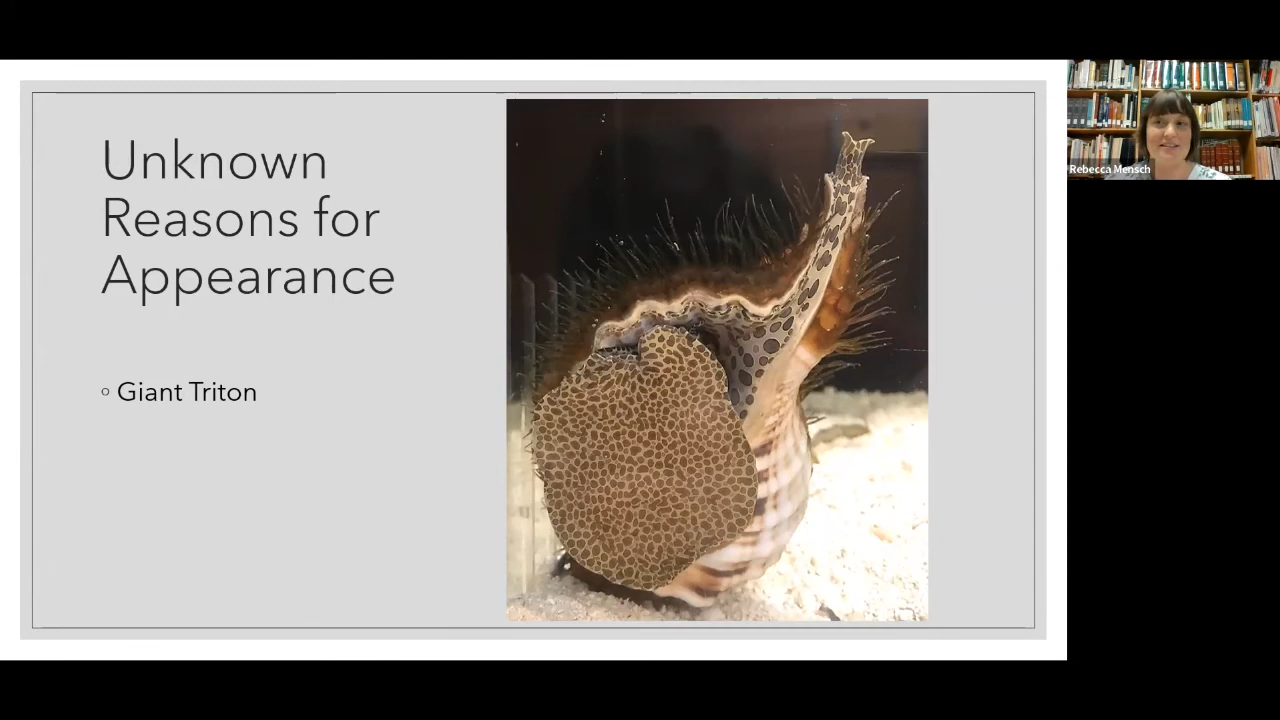 Unknown
Reasons for
Appearance
◦ Giant Triton
Rebecca Mensch